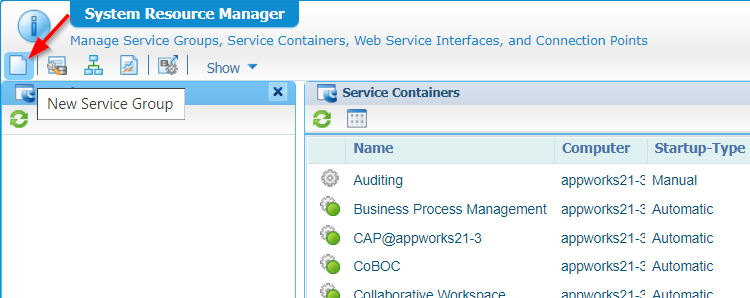 System Resource Manager
Manage Service Groups, Service Containers, Web Service Interfaces, and Connection Points
Show
New Service Group
Service Containers
Name Computer Startup-Type
Auditing appworks21-3 Manual
Business Process Management appworks21-3 Automatic
CAP@appworks21-3 appworks21-3 Automatic
CoBOC appworks21-3 Automatic
Collaborative Workspace appworks21-3 Automatic